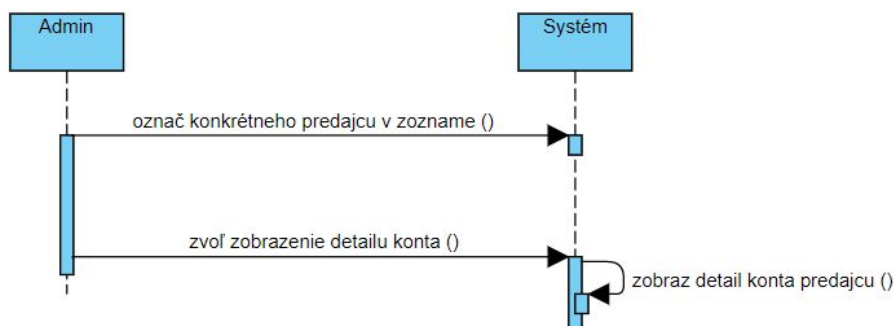 Admin
Systém
označ konkrétneho predajcu v zozname ()
zvoľ zobrazenie detailu konta ()
zobraz detail konta predajcu ()